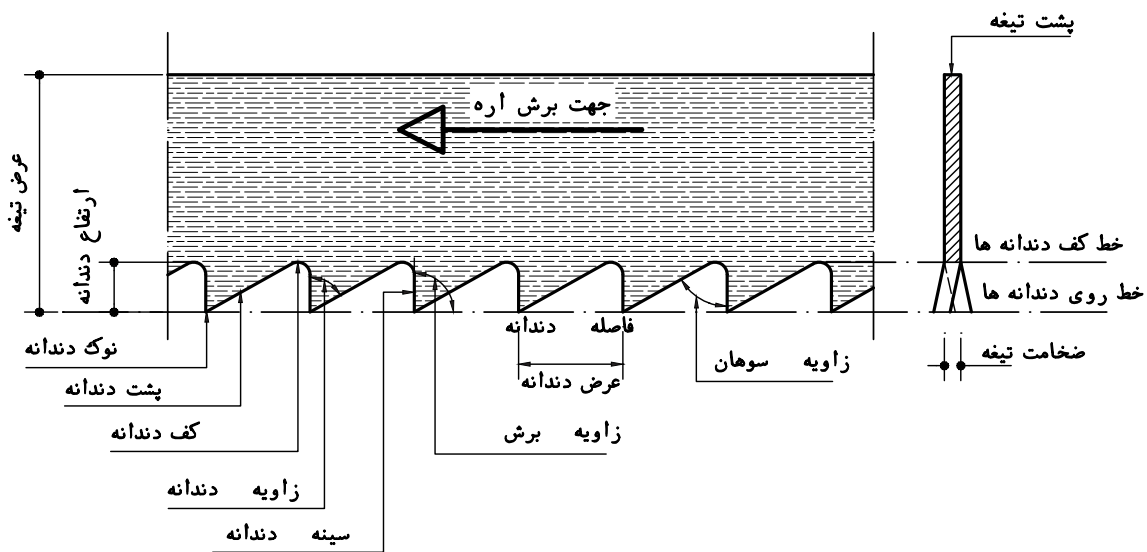 پشت تیغه
جهت برش اره
عرض تیغه
ارتفاع دندانه
خط کف دندانه ها
خط روی دندانه ها
ضخامت تیغه
نوک دندانه
پشت دندانه
کف دندانه
زاویه دندانه
سینه دندانه
فاصله دندانه
عرض دندانه
زاویه برش
زاویه سوهان